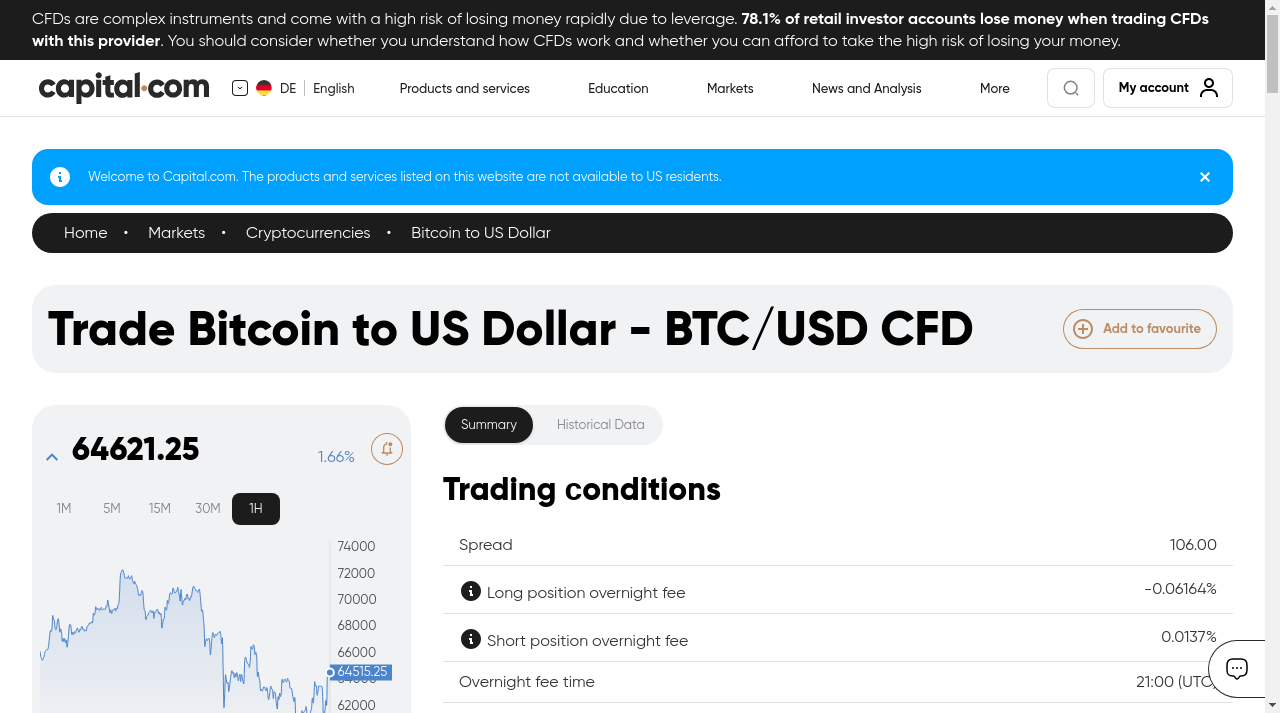 CFDs are complex instruments and come with a high risk of losing money rapidly due to leverage. 78.1% of retail investor accounts lose money when trading CFDs
with this provider. You should consider whether you understand how CFDs work and whether you can afford to take the high risk of losing your money.
capital.com DE English Products and services Education Markets News and Analysis More My account
Welcome to Capital.com. The products and services listed on this website are not available to US residents.
Home • Markets • Cryptocurrencies • Bitcoin to US Dollar
Trade Bitcoin to US Dollar - BTC/USD CFD
Add to favourite
64621.25 1.66%
1M 5M 15M 30M 1H
74000
72000
70000
68000
66000
64515.25
64000
62000
Summary Historical Data
Trading conditions
Spread 106.00
Long position overnight fee -0.06164%
Short position overnight fee 0.0137%
Overnight fee time 21:00 (UTC)